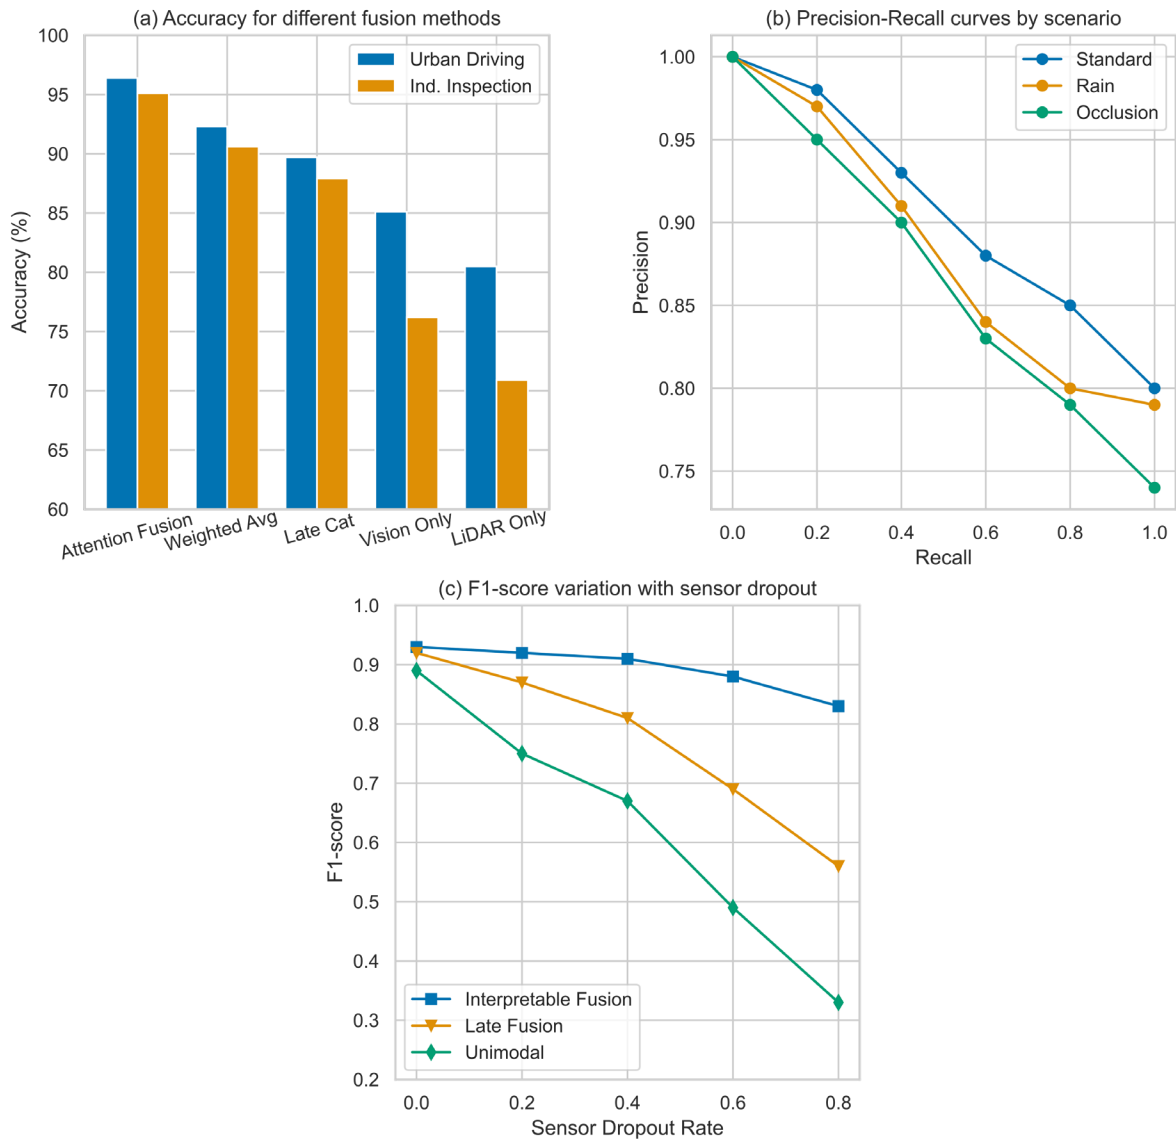 (a) Accuracy for different fusion methods
100
95
90
85
80
75
70
65
60
Accuracy (%)
Urban Driving
Ind. Inspection
Attention Fusion
Weighted Avg
Late Cat
Vision Only
LiDAR Only
(b) Precision-Recall curves by scenario
1.00
0.95
0.90
0.85
0.80
0.75
Precision
Standard
Rain
Occlusion
0.0 0.2 0.4 0.6 0.8 1.0
Recall
(c) F1-score variation with sensor dropout
1.0
0.9
0.8
0.7
0.6
0.5
0.4
0.3
0.2
F1-score
Interpretable Fusion
Late Fusion
Unimodal
0.0 0.2 0.4 0.6 0.8
Sensor Dropout Rate